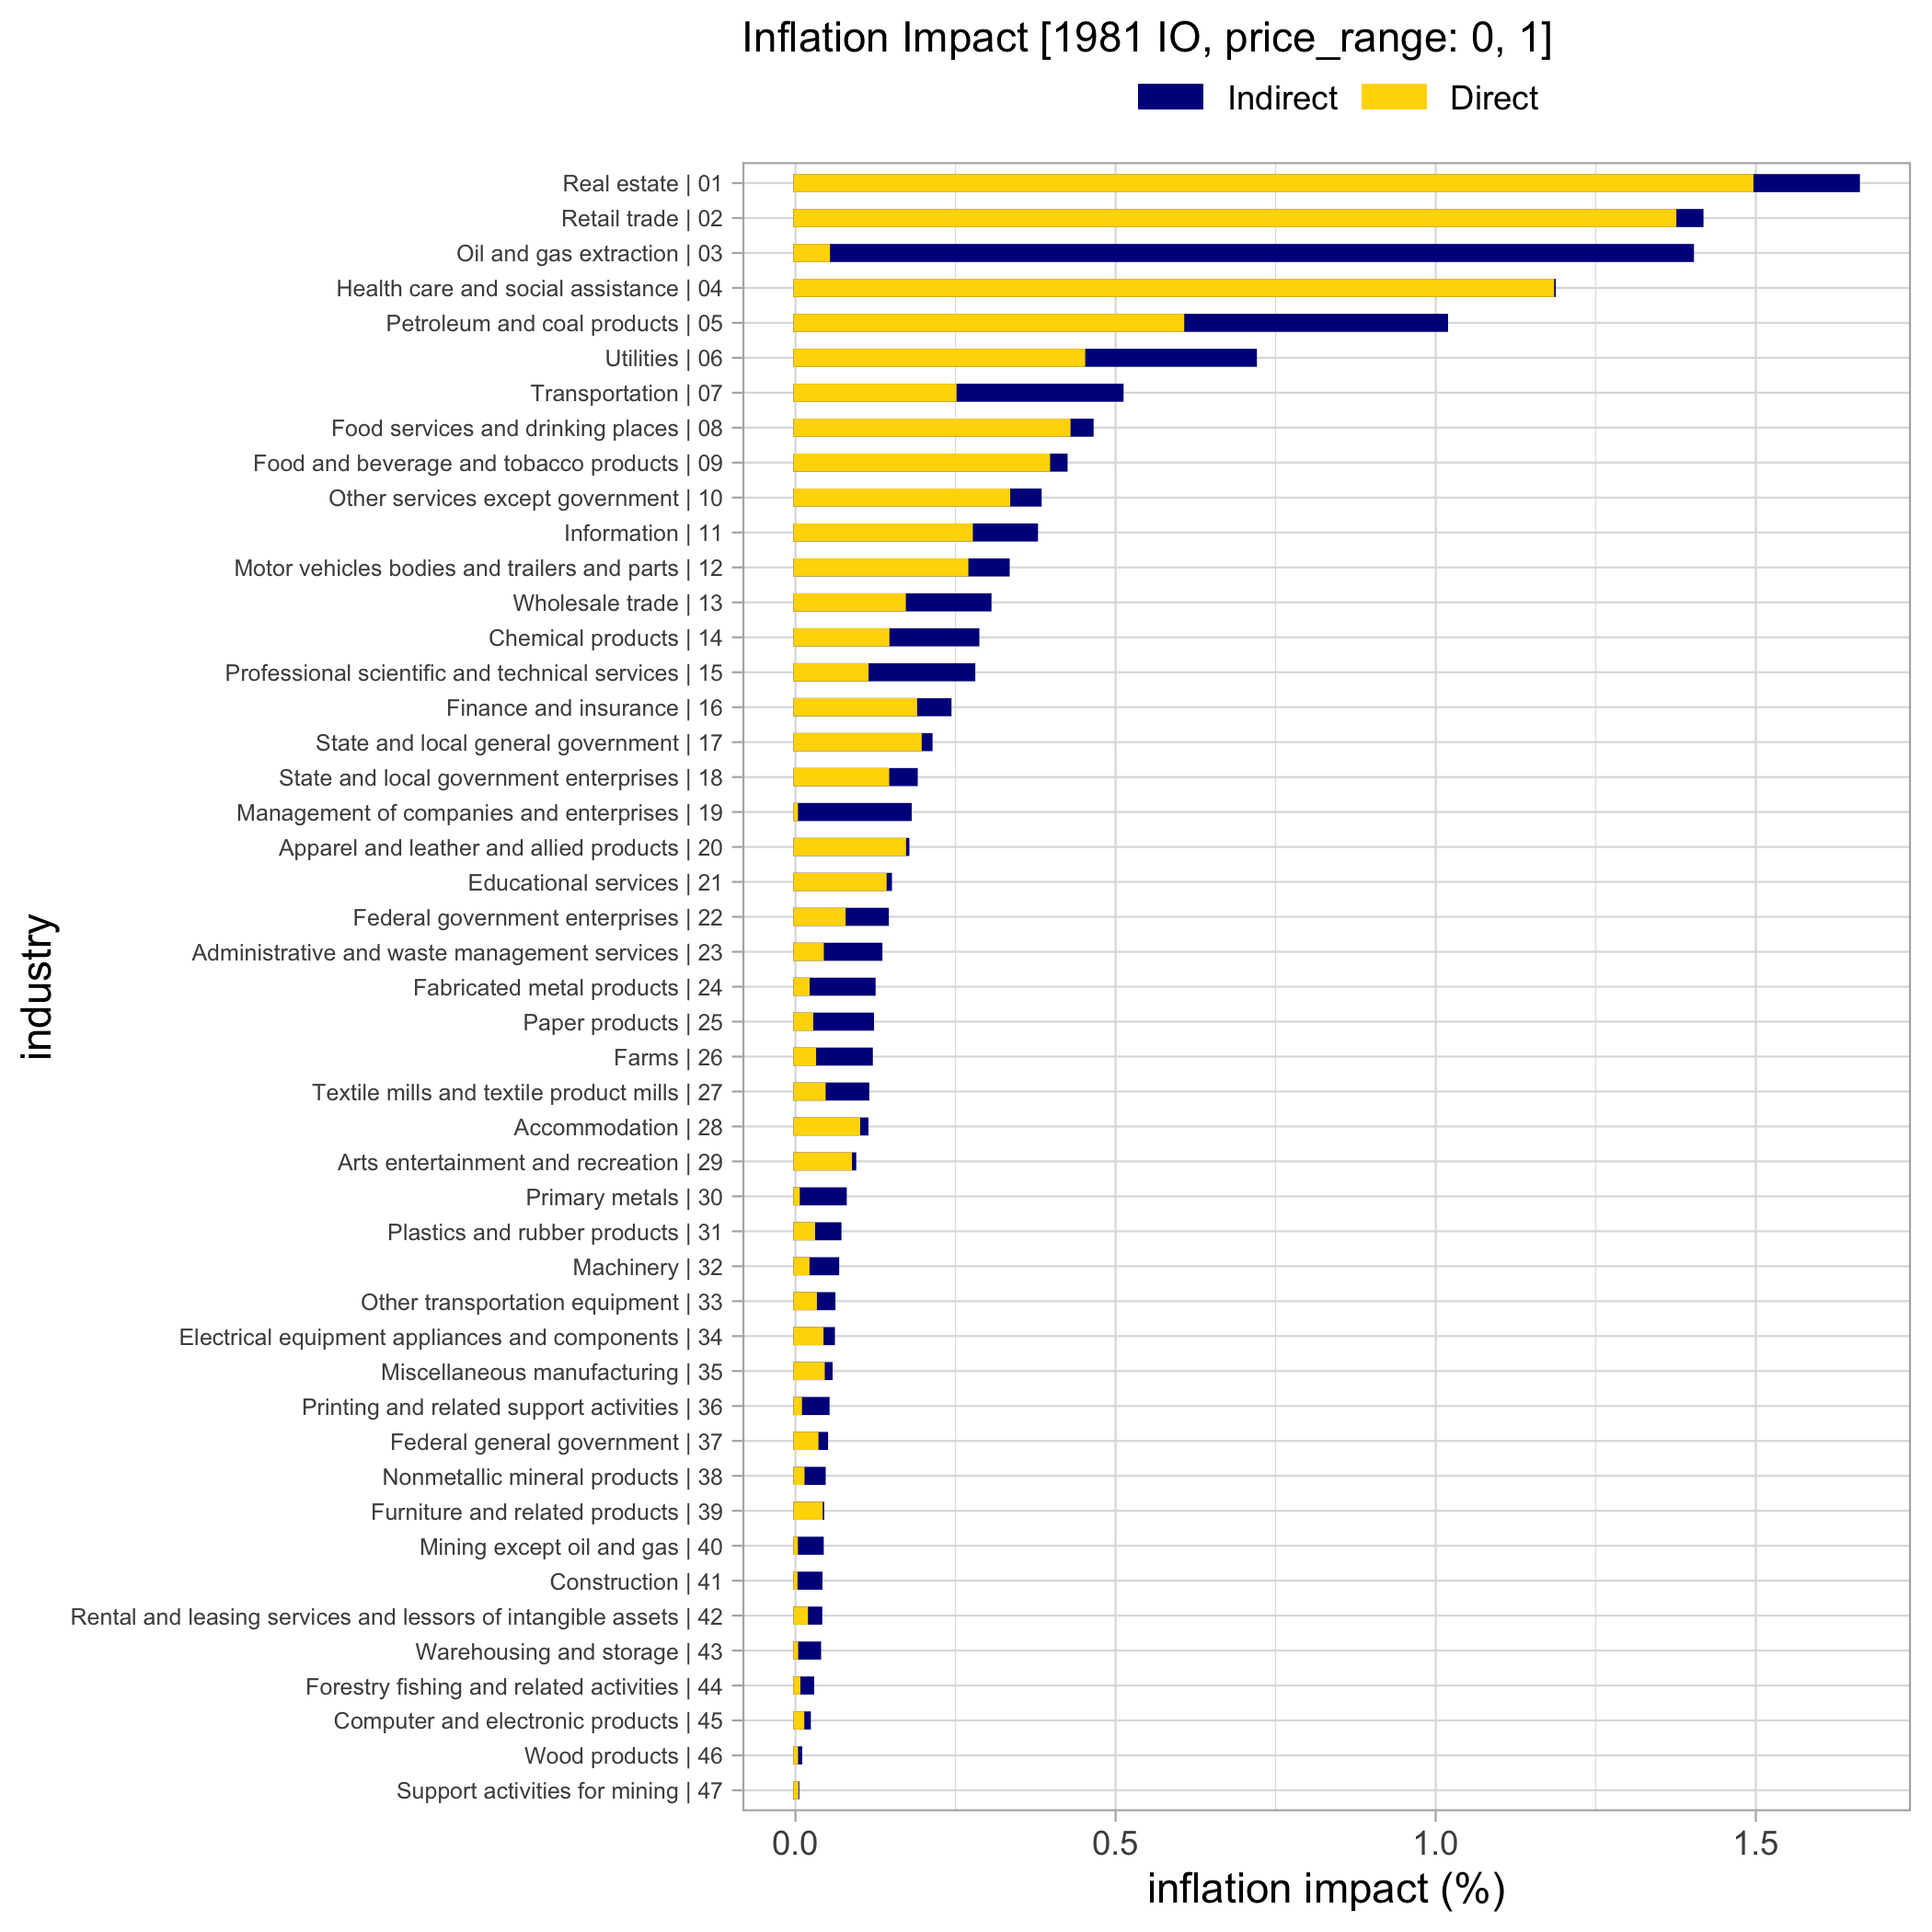 Inflation Impact [1981 IO, price_range: 0, 1]
Indirect Direct
industry
Real estate | 01
Retail trade | 02
Oil and gas extraction | 03
Health care and social assistance | 04
Petroleum and coal products | 05
Utilities | 06
Transportation | 07
Food services and drinking places | 08
Food and beverage and tobacco products | 09
Other services except government | 10
Information | 11
Motor vehicles bodies and trailers and parts | 12
Wholesale trade | 13
Chemical products | 14
Professional scientific and technical services | 15
Finance and insurance | 16
State and local general government | 17
State and local government enterprises | 18
Management of companies and enterprises | 19
Apparel and leather and allied products | 20
Educational services | 21
Federal government enterprises | 22
Administrative and waste management services | 23
Fabricated metal products | 24
Paper products | 25
Farms | 26
Textile mills and textile product mills | 27
Accommodation | 28
Arts entertainment and recreation | 29
Primary metals | 30
Plastics and rubber products | 31
Machinery | 32
Other transportation equipment | 33
Electrical equipment appliances and components | 34
Miscellaneous manufacturing | 35
Printing and related support activities | 36
Federal general government | 37
Nonmetallic mineral products | 38
Furniture and related products | 39
Mining except oil and gas | 40
Construction | 41
Rental and leasing services and lessors of intangible assets | 42
Warehousing and storage | 43
Forestry fishing and related activities | 44
Computer and electronic products | 45
Wood products | 46
Support activities for mining | 47
0.0 0.5 1.0 1.5
inflation impact (%)